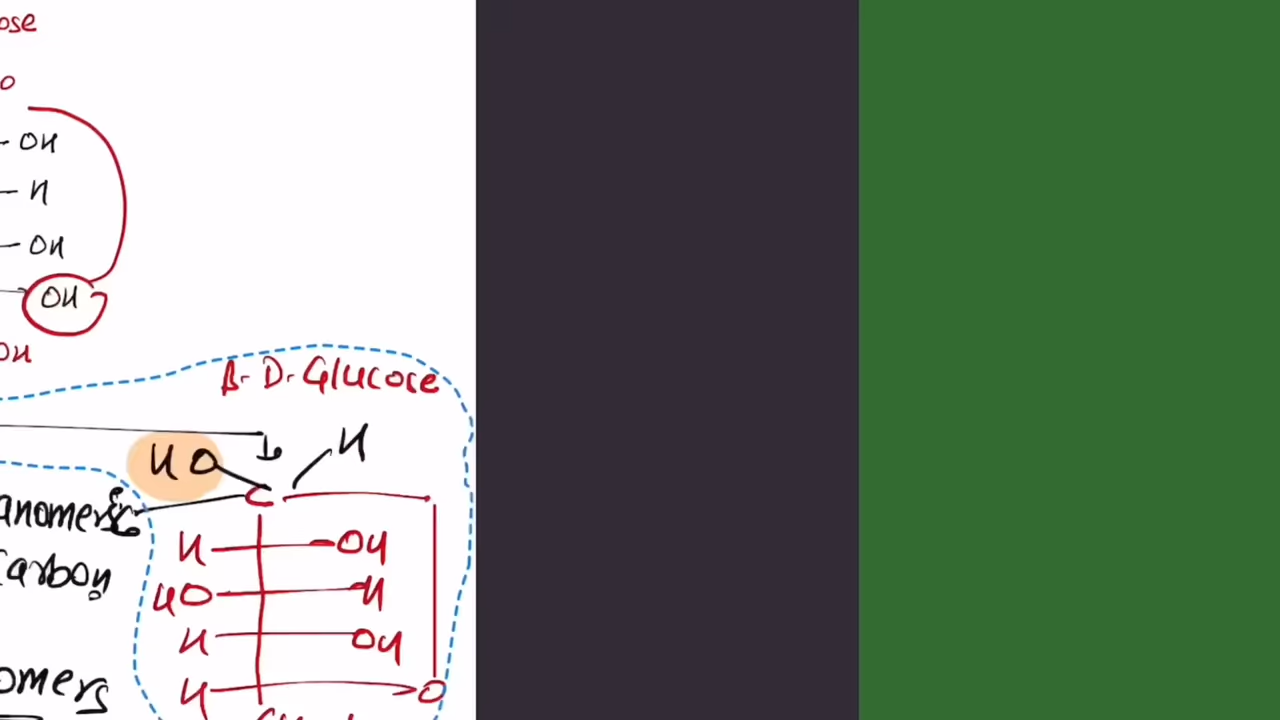 ose
O
- OH
- H
- OH
OH
OH
β-D-Glucose
HO H
C
anomeric
H OH
Carbon
HO H
H OH
omers
H O